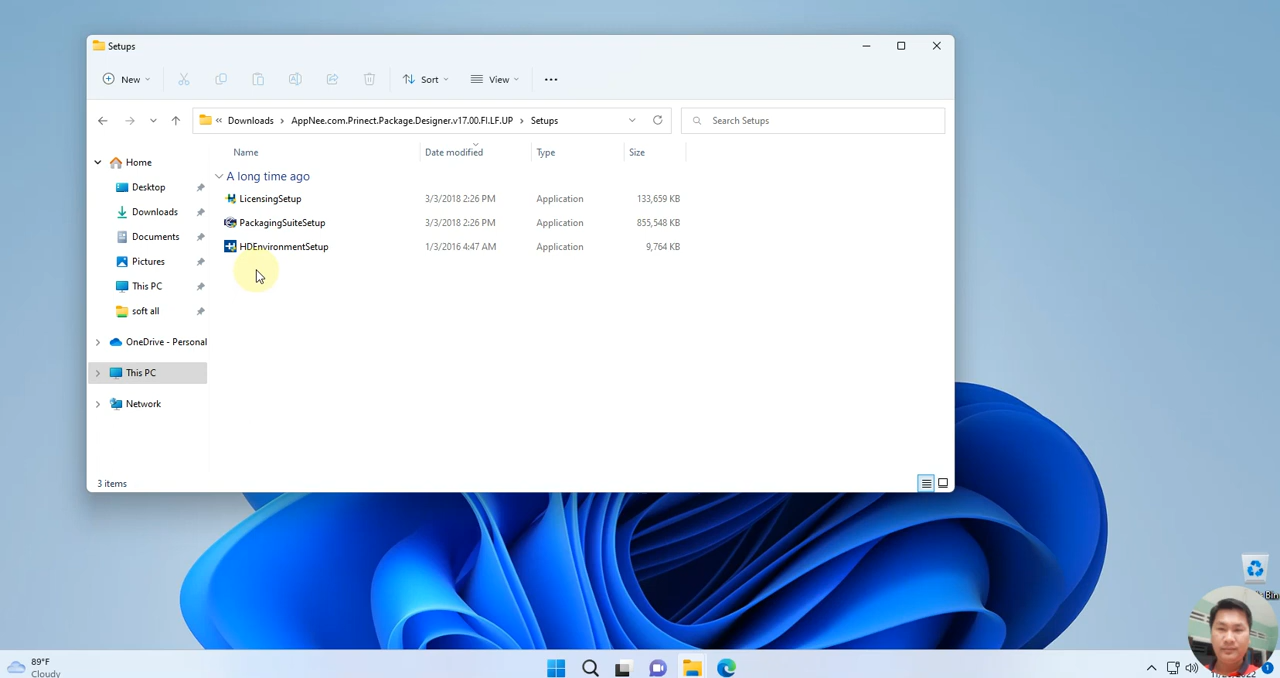 Setups
New
Sort
View
« Downloads > AppNee.com.Prinect.Package.Designer.v17.00.FI.LF.UP > Setups
Search Setups
Name Date modified Type Size
A long time ago
LicensingSetup 3/3/2018 2:26 PM Application 133,659 KB
PackagingSuiteSetup 3/3/2018 2:26 PM Application 855,548 KB
HDEnvironmentSetup 1/3/2016 4:47 AM Application 9,764 KB
Home
Desktop
Downloads
Documents
Pictures
This PC
soft all
OneDrive - Personal
This PC
Network
3 items
Bin
89°F
Cloudy
1